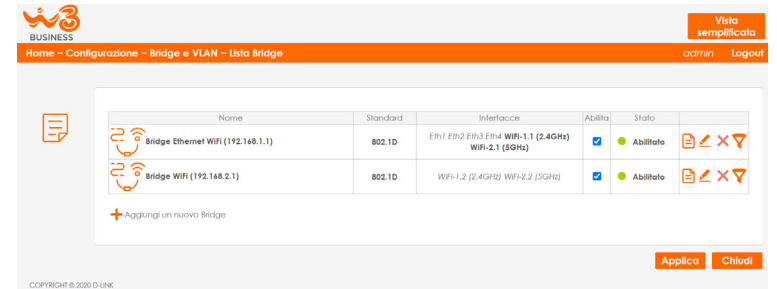 W3
BUSINESS
Vista
semplificata
Home – Configurazione – Bridge e VLAN – Lista Bridge
admin Logout
Nome Standard Interfacce Abilita Stato
Bridge Ethernet WiFi (192.168.1.1) 802.1D Eth1 Eth2 Eth3 Eth4 WiFi-1.1 (2.4GHz) WiFi-2.1 (5GHz) Abilitato
Bridge WiFi (192.168.2.1) 802.1D WiFi-1.2 (2.4GHz) WiFi-2.2 (5GHz) Abilitato
Aggiungi un nuovo Bridge
Applica Chiudi
COPYRIGHT © 2020 D-LINK